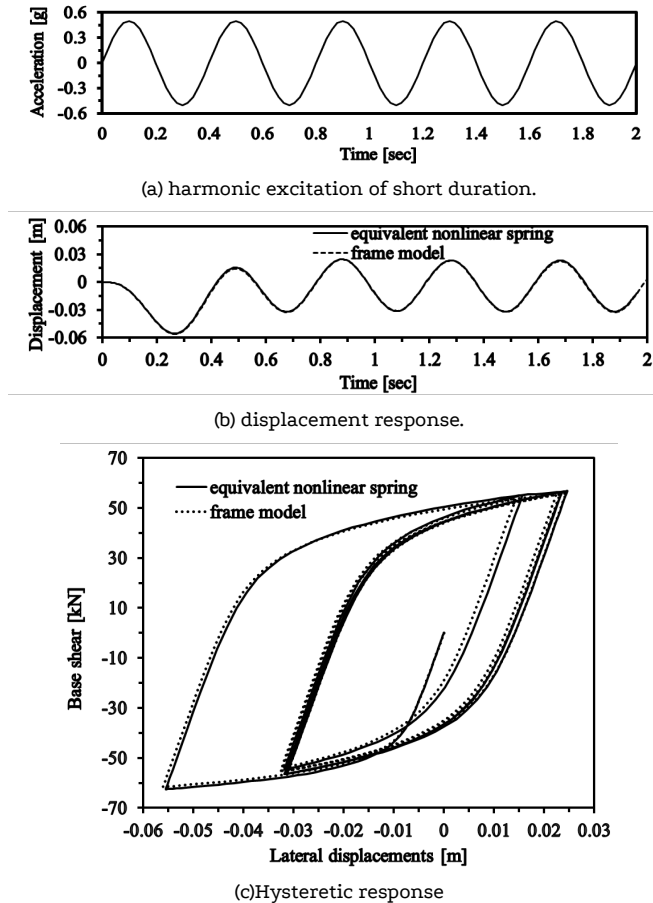 Acceleration [g]
0.6
0.3
0
-0.3
-0.6
0 0.2 0.4 0.6 0.8 1 1.2 1.4 1.6 1.8 2
Time [sec]
(a) harmonic excitation of short duration.
Displacement [m]
0.06
0.03
0
-0.03
-0.06
equivalent nonlinear spring
frame model
0 0.2 0.4 0.6 0.8 1 1.2 1.4 1.6 1.8 2
Time [sec]
(b) displacement response.
Base shear [kN]
70
50
30
10
-10
-30
-50
-70
equivalent nonlinear spring
frame model
-0.06 -0.05 -0.04 -0.03 -0.02 -0.01 0 0.01 0.02 0.03
Lateral displacements [m]
(c)Hysteretic response